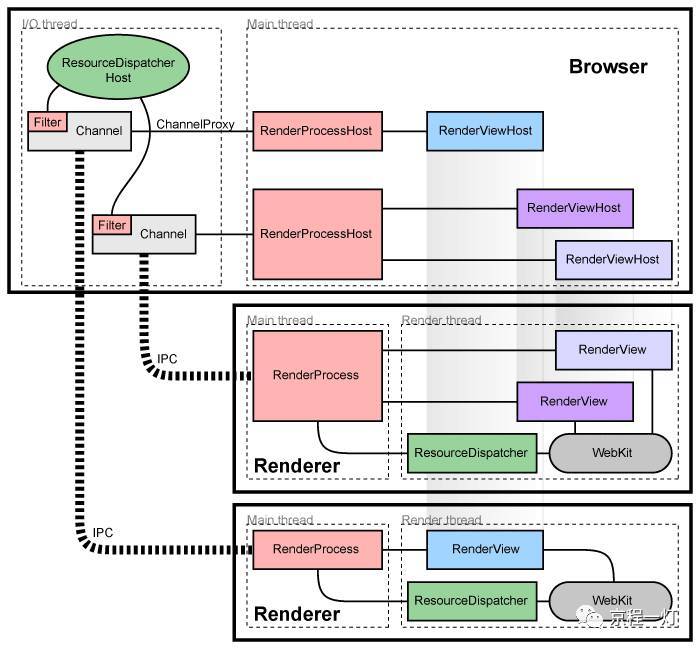 I/O thread
Main thread
Browser
ResourceDispatcher
Host
Filter
Channel
ChannelProxy
RenderProcessHost
RenderViewHost
Filter
Channel
RenderProcessHost
RenderViewHost
RenderViewHost
IPC
Main thread
Render thread
RenderProcess
RenderView
RenderView
Renderer
ResourceDispatcher
WebKit
IPC
Main thread
Render thread
RenderProcess
RenderView
Renderer
ResourceDispatcher
WebKit
京程一灯